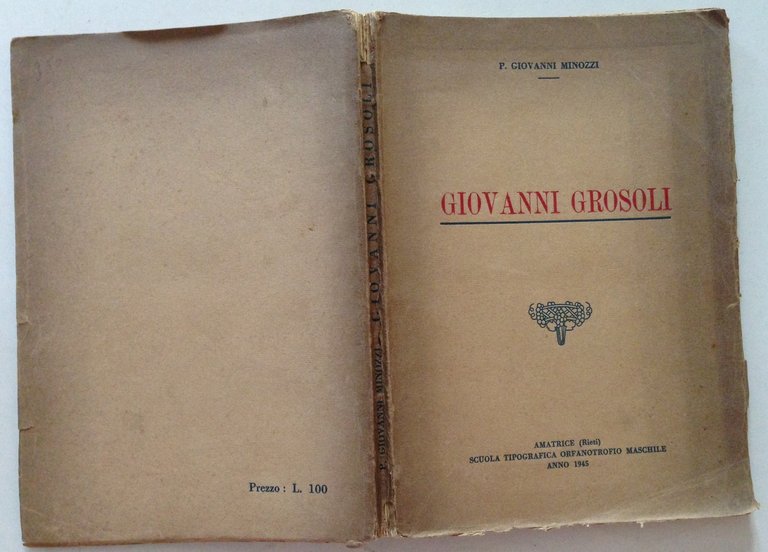 P. GIOVANNI MINOZZI
GIOVANNI GROSOLI
AMATRICE (Rieti)
SCUOLA TIPOGRAFICA ORFANOTROFIO MASCHILE
ANNO 1945
P. GIOVANNI MINOZZI - GIOVANNI GROSOLI
Prezzo : L. 100